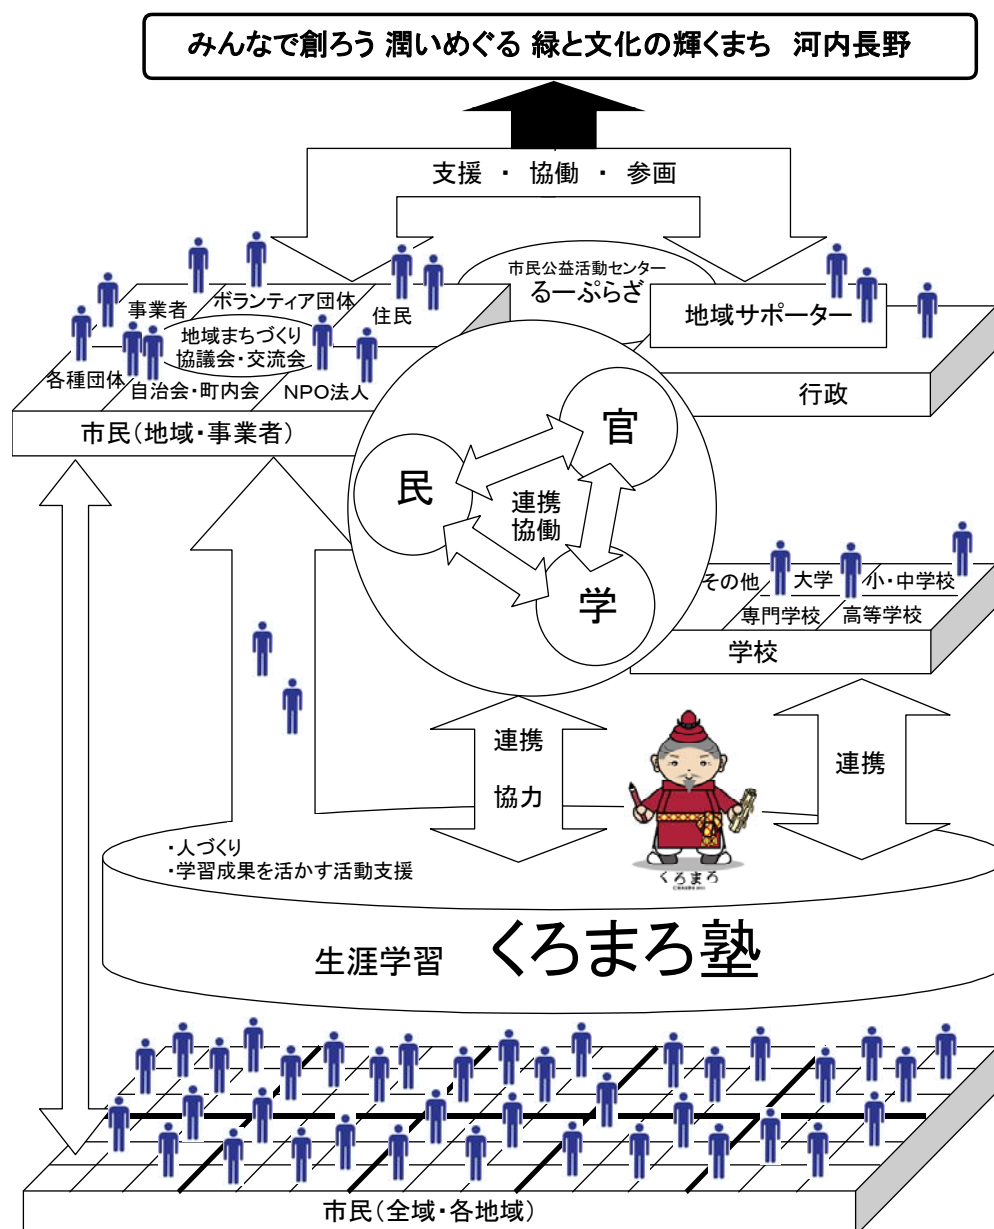 みんなで創ろう 潤いめぐる 緑と文化の輝くまち 河内長野
支援 ・ 協働 ・ 参画
市民公益活動センター
るーぷらざ
地域サポーター
行政
事業者
ボランティア団体
住民
地域まちづくり
協議会・交流会
各種団体
自治会・町内会
NPO法人
市民(地域・事業者)
官
民
連携
協働
学
その他
大学
小・中学校
専門学校
高等学校
学校
連携
協力
連携
くろまろ
・人づくり
・学習成果を活かす活動支援
生涯学習 くろまろ塾
市民(全域・各地域)